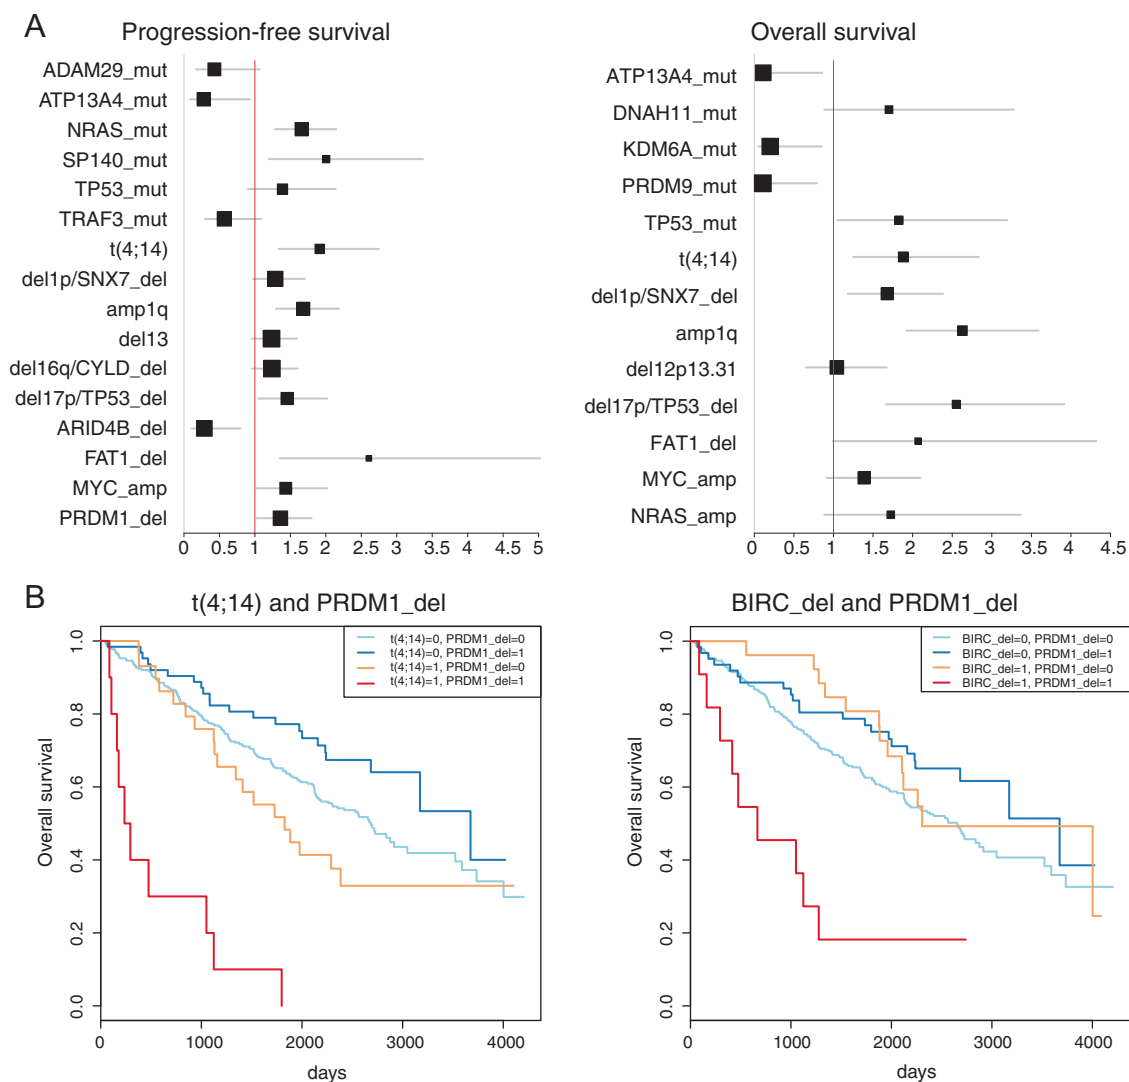 A
Progression-free survival
ADAM29_mut
ATP13A4_mut
NRAS_mut
SP140_mut
TP53_mut
TRAF3_mut
t(4;14)
del1p/SNX7_del
amp1q
del13
del16q/CYLD_del
del17p/TP53_del
ARID4B_del
FAT1_del
MYC_amp
PRDM1_del
0 0.5 1 1.5 2 2.5 3 3.5 4 4.5 5
Overall survival
ATP13A4_mut
DNAH11_mut
KDM6A_mut
PRDM9_mut
TP53_mut
t(4;14)
del1p/SNX7_del
amp1q
del12p13.31
del17p/TP53_del
FAT1_del
MYC_amp
NRAS_amp
0 0.5 1 1.5 2 2.5 3 3.5 4 4.5
B
t(4;14) and PRDM1_del
t(4;14)=0, PRDM1_del=0
t(4;14)=0, PRDM1_del=1
t(4;14)=1, PRDM1_del=0
t(4;14)=1, PRDM1_del=1
Overall survival
1.0
0.8
0.6
0.4
0.2
0.0
0 1000 2000 3000 4000
days
BIRC_del and PRDM1_del
BIRC_del=0, PRDM1_del=0
BIRC_del=0, PRDM1_del=1
BIRC_del=1, PRDM1_del=0
BIRC_del=1, PRDM1_del=1
Overall survival
1.0
0.8
0.6
0.4
0.2
0.0
0 1000 2000 3000 4000
days